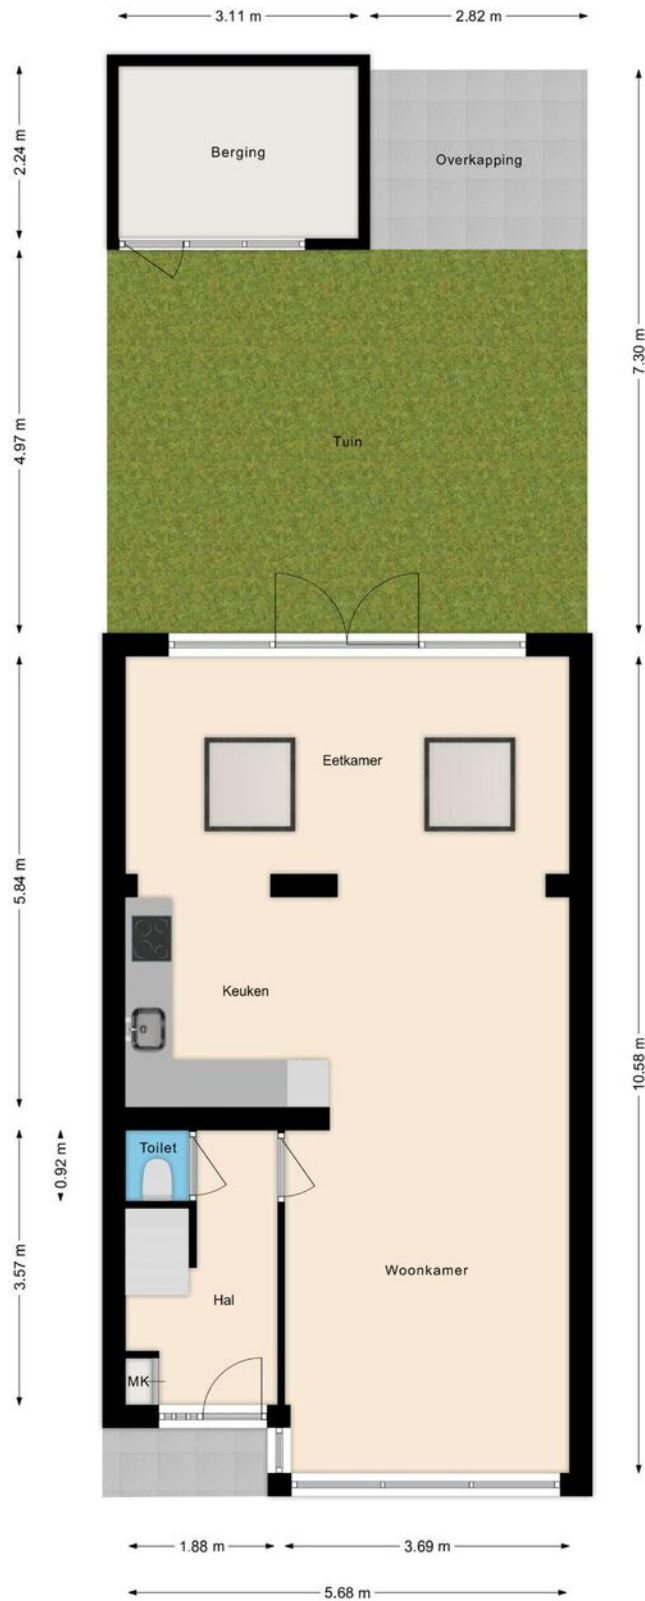 3.11 m
2.82 m
2.24 m
Berging
Overkapping
7.30 m
4.97 m
Tuin
Eetkamer
5.84 m
Keuken
10.58 m
Toilet
0.92 m
3.57 m
Woonkamer
Hal
MK
1.88 m
3.69 m
5.68 m